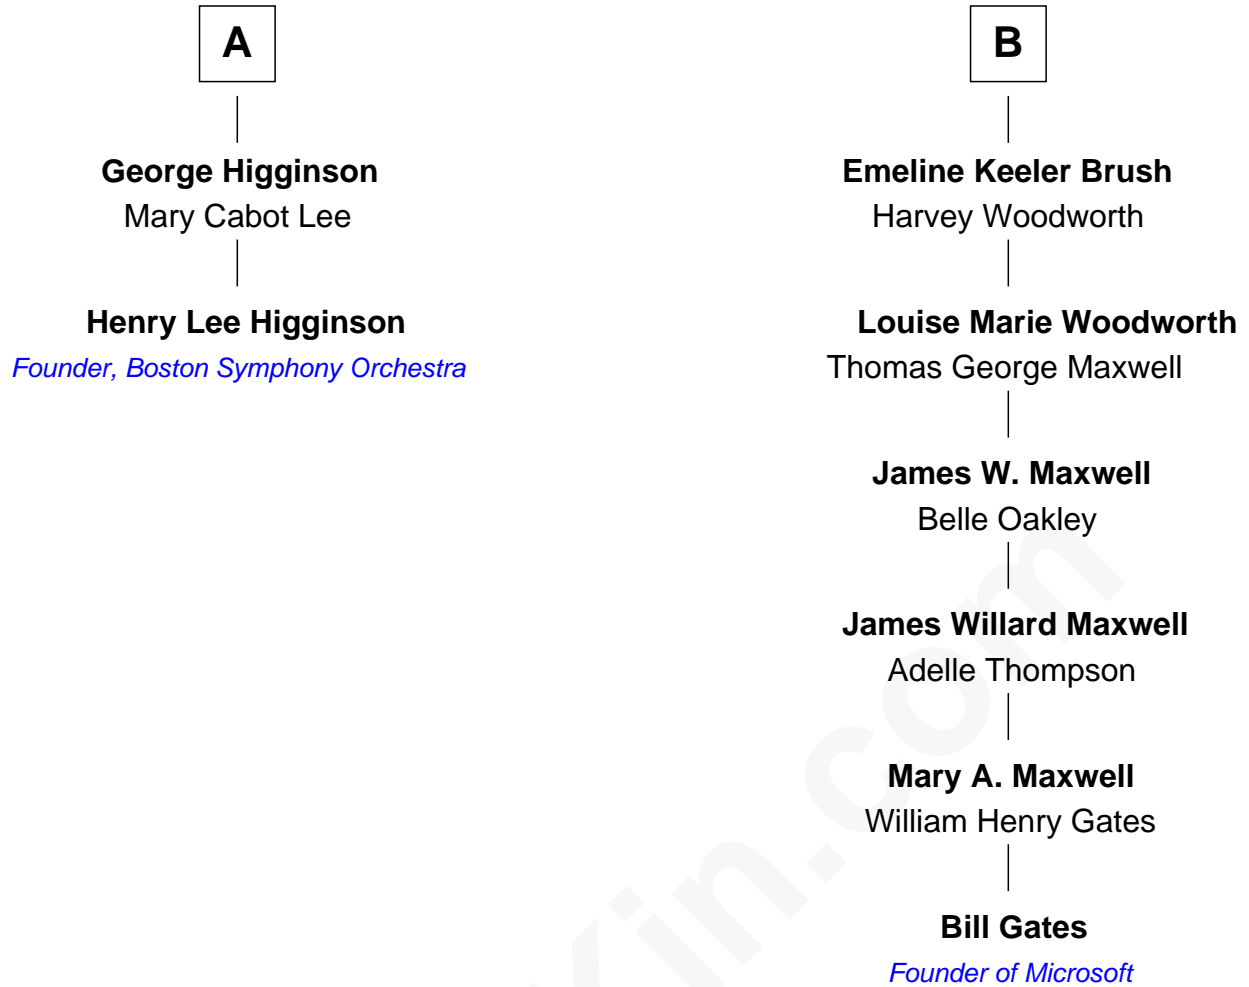 A
George Higginson
Mary Cabot Lee
Henry Lee Higginson
Founder, Boston Symphony Orchestra
B
Emeline Keeler Brush
Harvey Woodworth
Louise Marie Woodworth
Thomas George Maxwell
James W. Maxwell
Belle Oakley
James Willard Maxwell
Adelle Thompson
Mary A. Maxwell
William Henry Gates
Bill Gates
Founder of Microsoft
Kin.com